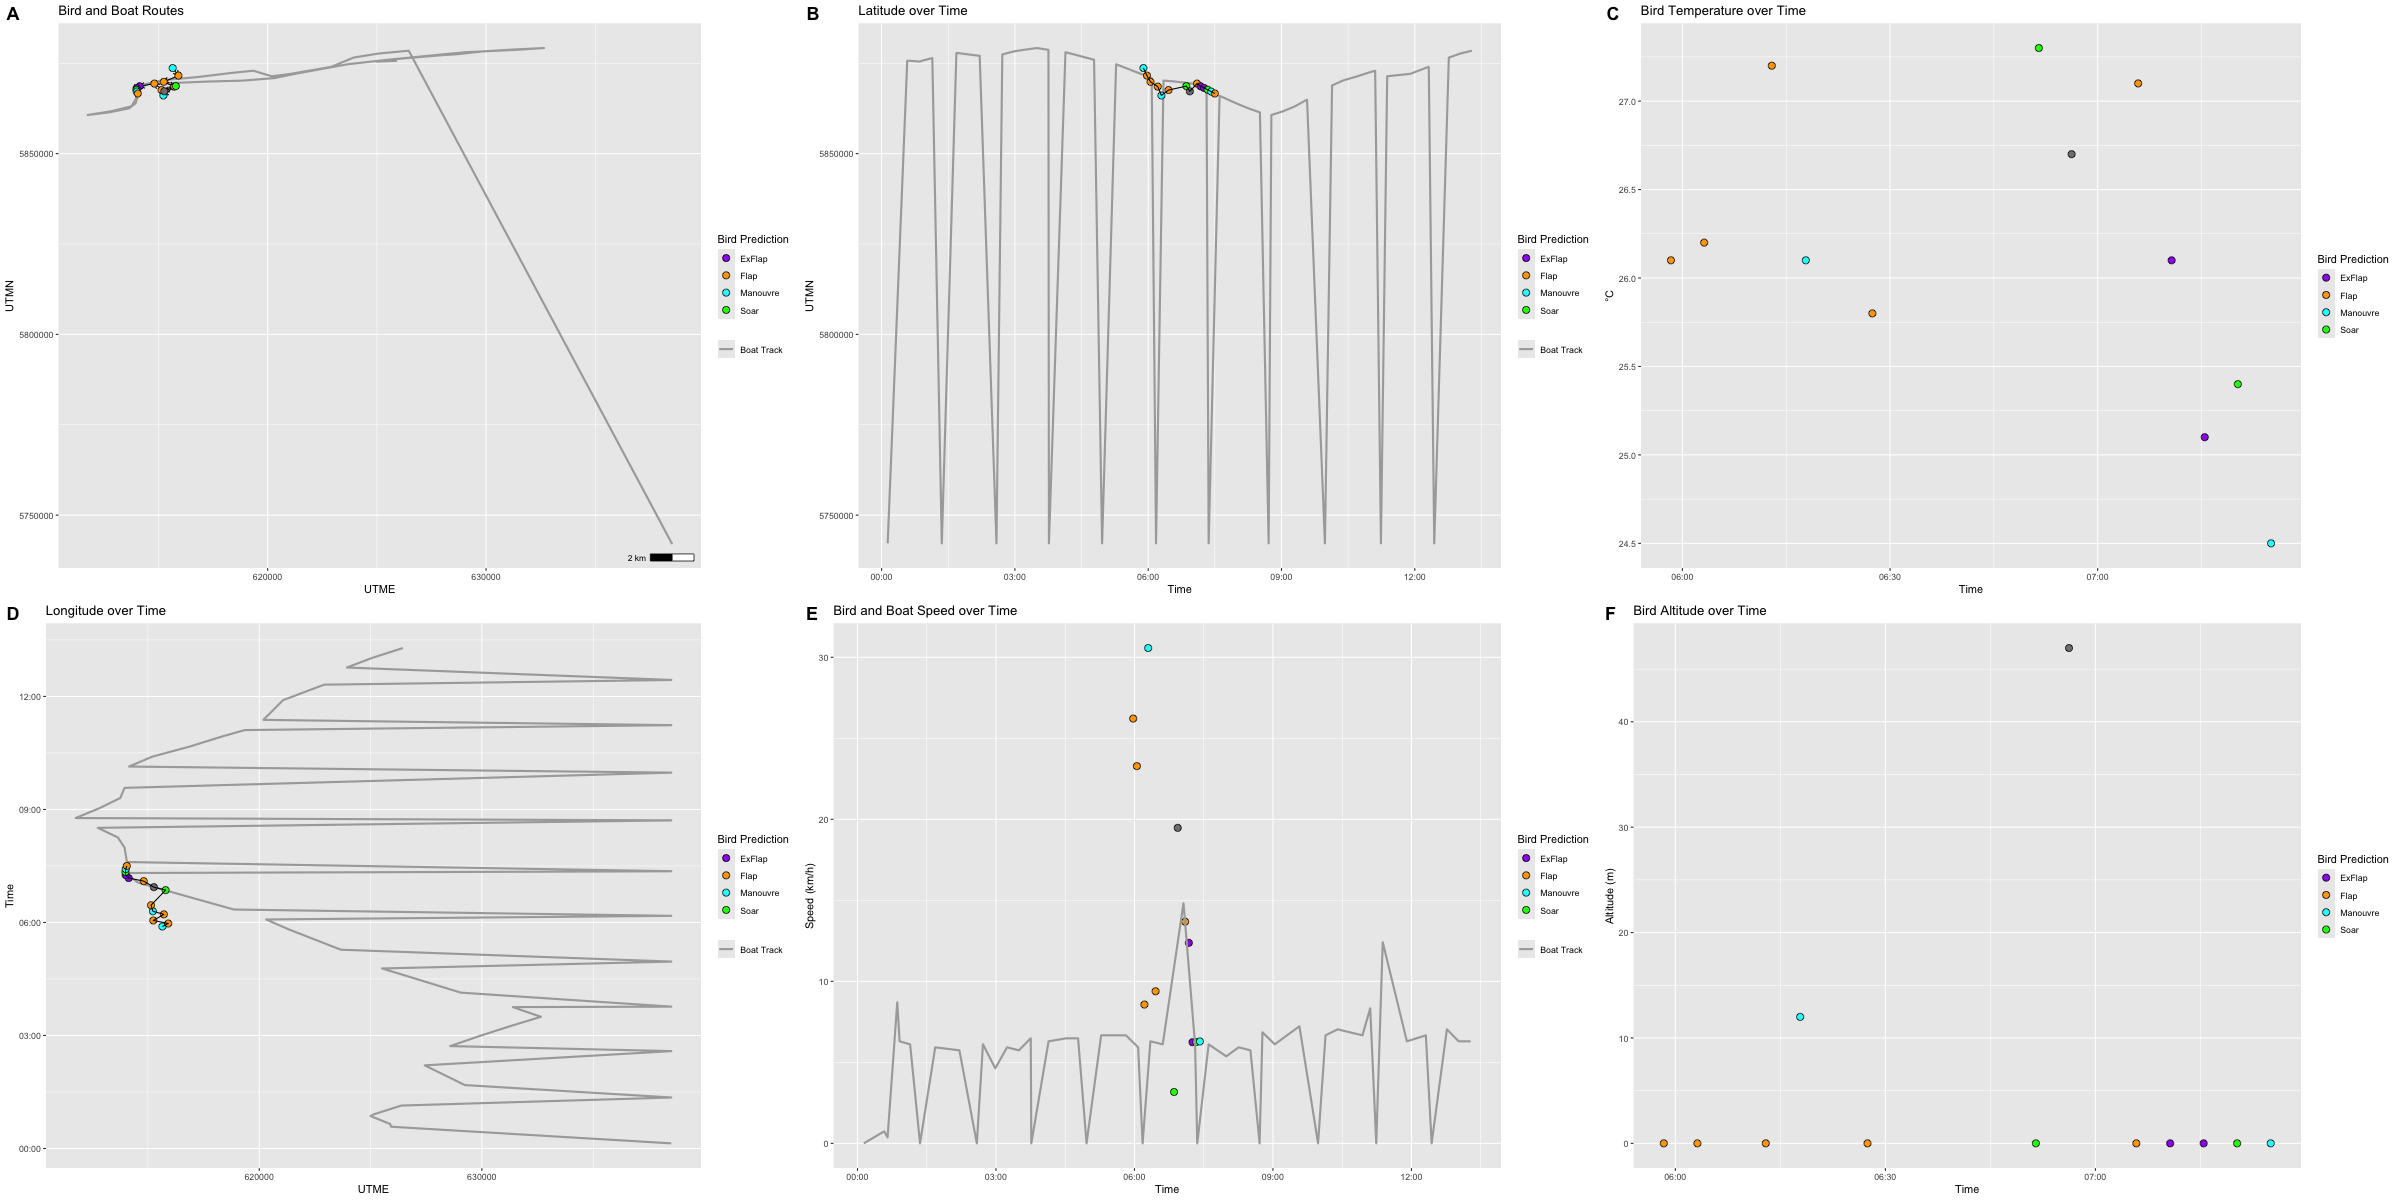 A Bird and Boat Routes
5850000
5800000
5750000
UTMN
620000 630000
UTME
2 km
Bird Prediction
ExFlap
Flap
Manouvre
Soar
Boat Track
B Latitude over Time
5850000
5800000
5750000
UTMN
00:00 03:00 06:00 09:00 12:00
Time
Bird Prediction
ExFlap
Flap
Manouvre
Soar
Boat Track
C Bird Temperature over Time
27.0
26.5
26.0
25.5
25.0
24.5
°C
06:00 06:30 07:00
Time
Bird Prediction
ExFlap
Flap
Manouvre
Soar
D Longitude over Time
12:00
09:00
06:00
03:00
00:00
Time
620000 630000
UTME
Bird Prediction
ExFlap
Flap
Manouvre
Soar
Boat Track
E Bird and Boat Speed over Time
30
20
10
0
Speed (km/h)
00:00 03:00 06:00 09:00 12:00
Time
Bird Prediction
ExFlap
Flap
Manouvre
Soar
Boat Track
F Bird Altitude over Time
40
30
20
10
0
Altitude (m)
06:00 06:30 07:00
Time
Bird Prediction
ExFlap
Flap
Manouvre
Soar